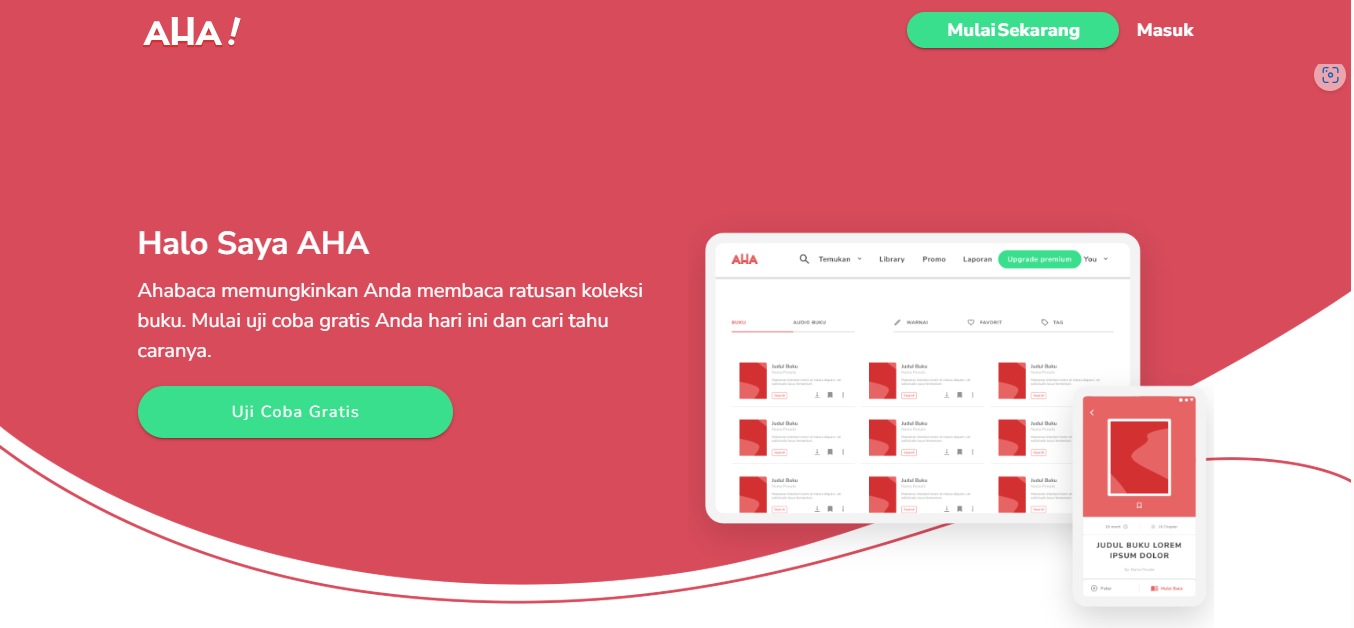 AHA!
Mulai Sekarang
Masuk
Halo Saya AHA
Ahabaca memungkinkan Anda membaca ratusan koleksi
buku. Mulai uji coba gratis Anda hari ini dan cari tahu
caranya.
Uji Coba Gratis
AHA
Temukan
Library
Promo
Laporan
Upgrade premium
You
BUKU
AUDIO BUKU
WARNAI
FAVORIT
TAG
Judul Buku
Judul Buku
Judul Buku
Judul Buku
Judul Buku
Judul Buku
Judul Buku
Judul Buku
Judul Buku
JUDUL BUKU LOREM
IPSUM DOLOR
Putar
Mulai Baca